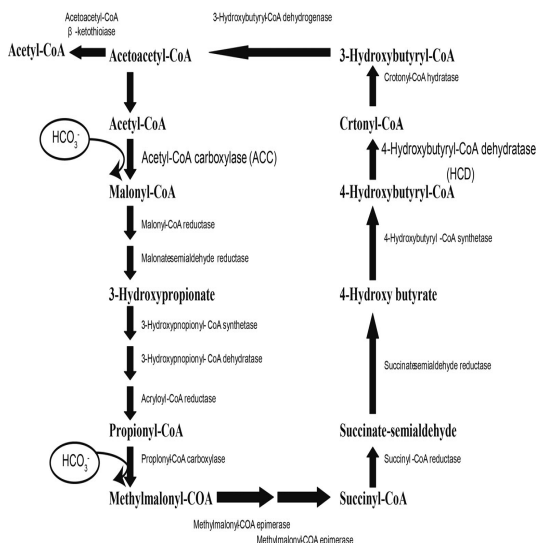 Acetoacetyl-CoA
β -ketothioiase
3-Hydroxybutyryl-CoA dehydrogenase
Acetyl-CoA
Acetoacetyl-CoA
3-Hydroxybutyryl-CoA
Crotonyl-CoA hydratase
Acetyl-CoA
Crtonyl-CoA
HCO3-
Acetyl-CoA carboxylase (ACC)
4-Hydroxybutyryl-CoA dehydratase
(HCD)
Malonyl-CoA
4-Hydroxybutyryl-CoA
Malonyl-CoA reductase
4-Hydroxybutyryl -CoA synthetase
Malonatesemialdehyde reductase
3-Hydroxypropionate
4-Hydroxy butyrate
3-Hydroxypnopionyl- CoA synthetase
3-Hydroxypnopionyl- CoA dehydratase
Succinatesemialdehyde reductase
Acryloyl-CoA reductase
Propionyl-CoA
Succinate-semialdehyde
HCO3-
Propionyl-CoA carboxylase
Succinyl -CoA reductase
Methylmalonyl-COA
Succinyl-CoA
Methylmalonyl-COA epimerase
Methylmalonyl-COA epimerase